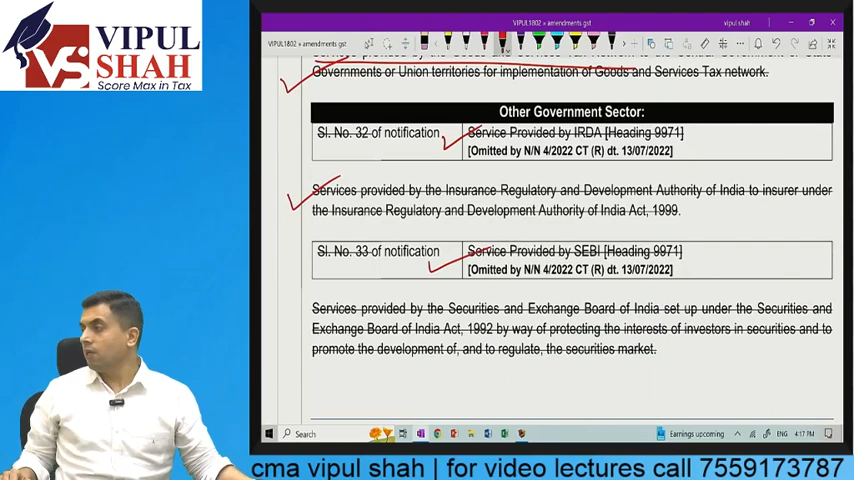 VIPUL
SHAH
VS
Score Max in Tax
VIPUL1802 » amendments gst
vipul shah
VIPUL1802 » amendments gst
Governments or Union territories for implementation of Goods and Services Tax network.
Other Government Sector:
Sl. No. 32 of notification
Service Provided by IRDA [Heading 9971]
[Omitted by N/N 4/2022 CT (R) dt. 13/07/2022]
Services provided by the Insurance Regulatory and Development Authority of India to insurer under
the Insurance Regulatory and Development Authority of India Act, 1999.
Sl. No. 33 of notification
Service Provided by SEBI [Heading 9971]
[Omitted by N/N 4/2022 CT (R) dt. 13/07/2022]
Services provided by the Securities and Exchange Board of India set up under the Securities and
Exchange Board of India Act, 1992 by way of protecting the interests of investors in securities and to
promote the development of, and to regulate, the securities market.
Search
Earnings upcoming
ENG
4:17 PM
cma vipul shah | for video lectures call 7559173787